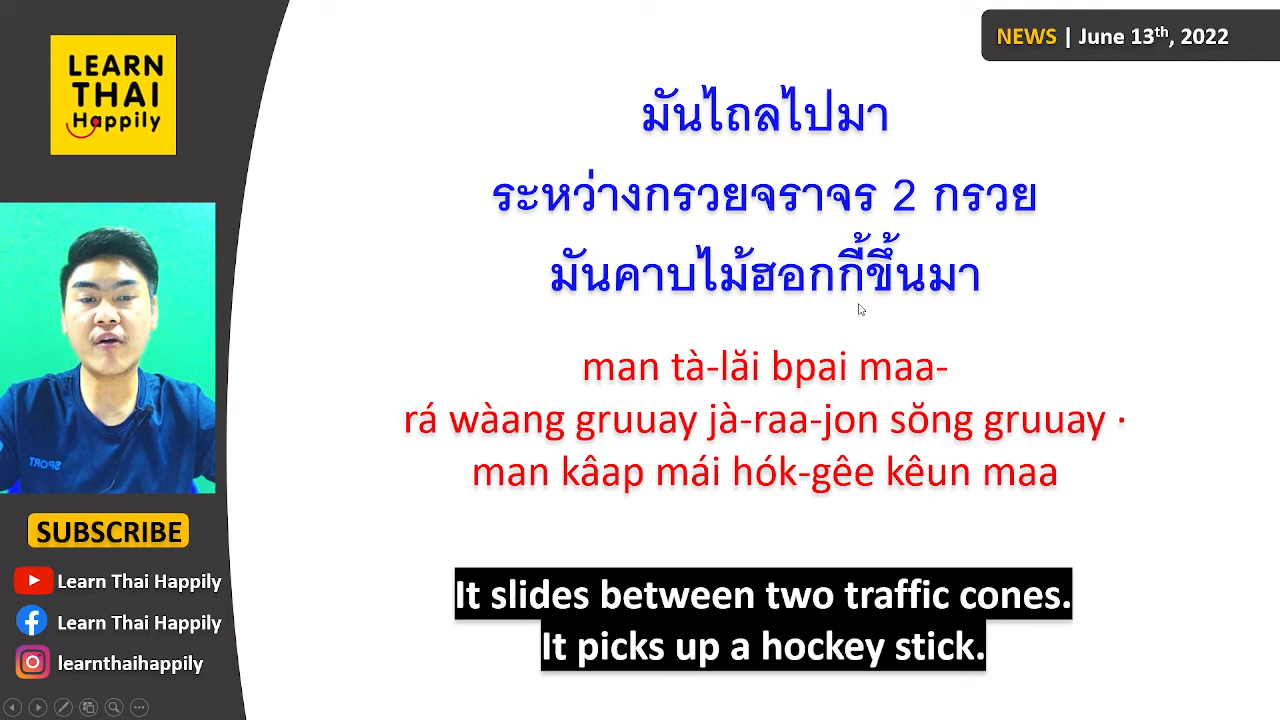 LEARN
THAI
Happily
NEWS | June 13th, 2022
มันไถลไปมา
ระหว่างกรวยจราจร 2 กรวย
มันคาบไม้ฮอกกี้ขึ้นมา
man tà-lăi bpai maa-
rá wàang gruuay jà-raa-jon sŏng gruuay ·
man kâap mái hók-gêe kêun maa
It slides between two traffic cones.
It picks up a hockey stick.
SPORT
SUBSCRIBE
Learn Thai Happily
Learn Thai Happily
learnthaihappily